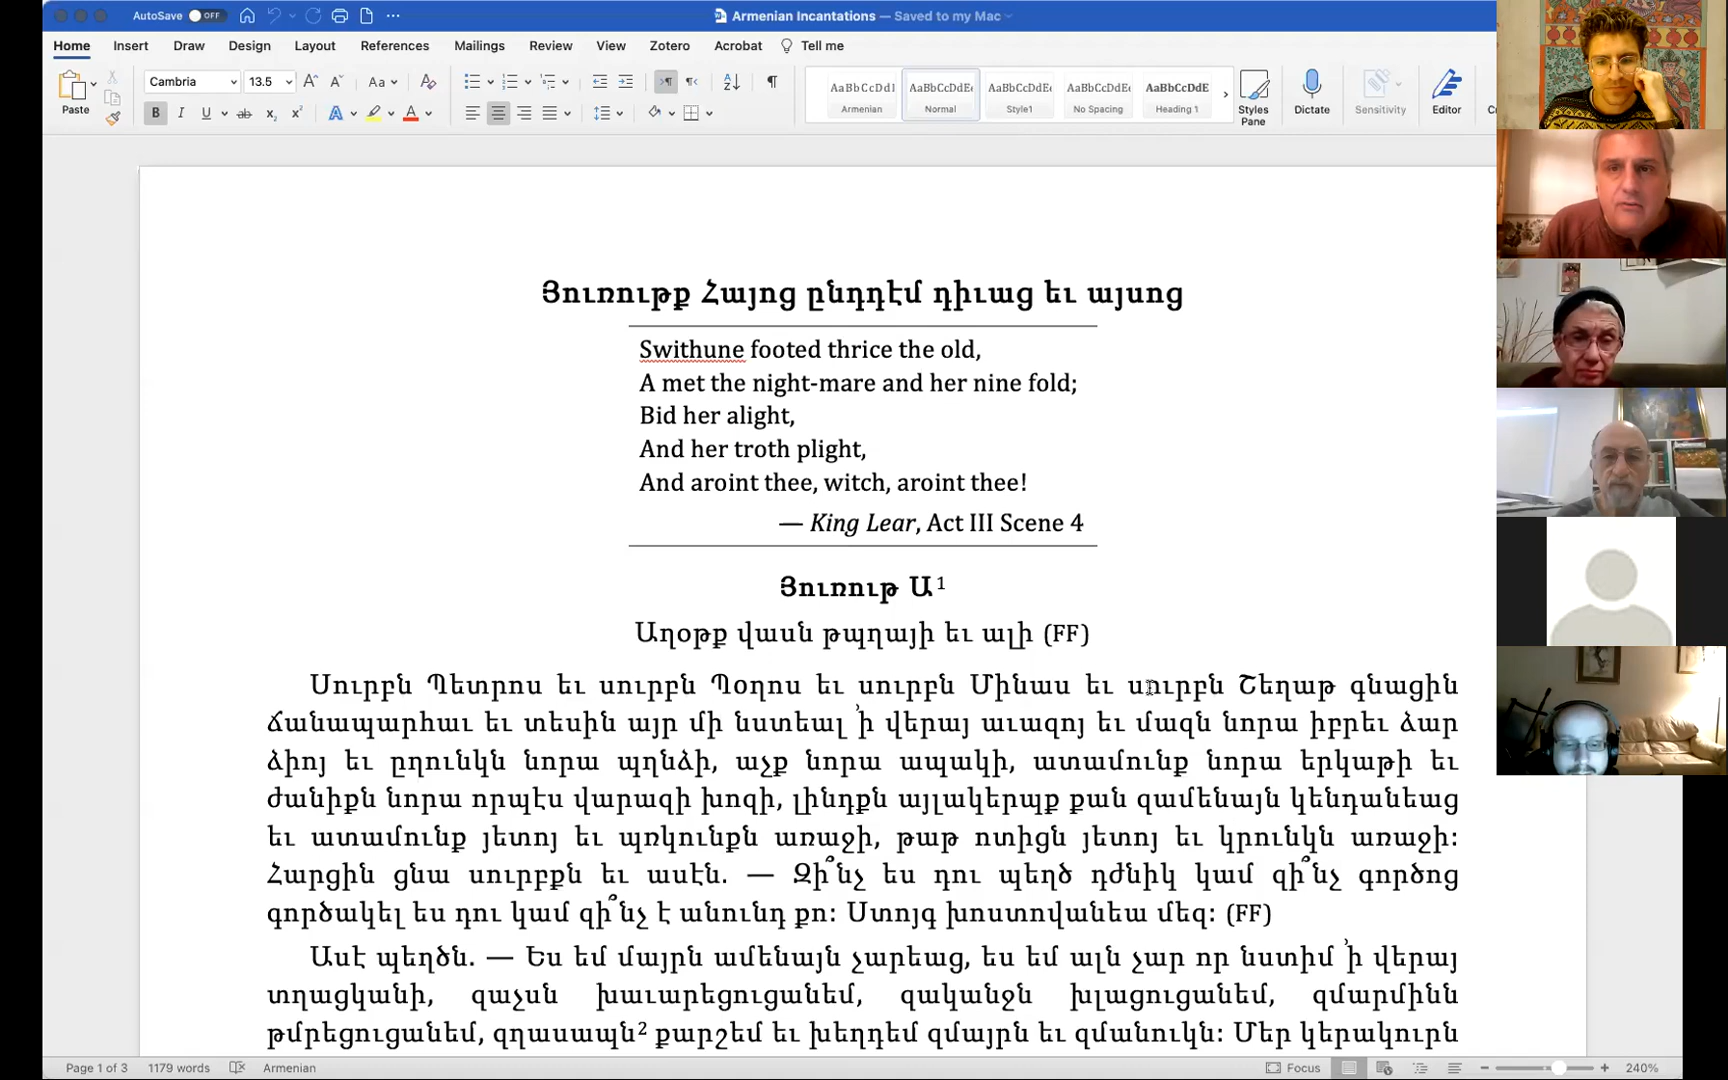 AutoSave OFF
Armenian Incantations — Saved to my Mac
Home Insert Draw Design Layout References Mailings Review View Zotero Acrobat Tell me
Paste
Cambria 13.5
AaBbCcDdI Armenian
AaBbCcDdEe Normal
AaBbCcDdEe Style1
AaBbCcDdEe No Spacing
AaBbCcDdE Heading 1
Styles Pane
Dictate
Sensitivity
Editor
Յուռութք Հայոց ընդդէմ դիւաց եւ այսոց
Swithune footed thrice the old,
A met the night-mare and her nine fold;
Bid her alight,
And her troth plight,
And aroint thee, witch, aroint thee!
— King Lear, Act III Scene 4
Յուռութ Ա1
Աղօթք վասն թպղայի եւ ալի (FF)
Սուրբն Պետրոս եւ սուրբն Պօղոս եւ սուրբն Մինաս եւ սուրբն Շեղաթ գնացին
ճանապարհաւ եւ տեսին այր մի նստեալ ՚ի վերայ աւազոյ եւ մազն նորա իբրեւ ձար
ձիոյ եւ ըղունկն նորա պղնձի, աչք նորա ապակի, ատամունք նորա երկաթի եւ
ժանիքն նորա որպէս վարազի խոզի, լինդքն այլակերպք քան զամենայն կենդանեաց
եւ ատամունք յետոյ եւ պռկունքն առաջի, թաթ ոտիցն յետոյ եւ կրունկն առաջի։
Հարցին ցնա սուրբքն եւ ասէն. — Զի՞նչ ես դու պեղծ դժնիկ կամ զի՞նչ գործոց
գործակել ես դու կամ զի՞նչ է անունդ քո։ Ստոյգ խոստովանեա մեզ։ (FF)
Ասէ պեղծն. — Ես եմ մայրն ամենայն չարեաց, ես եմ ալն չար որ նստիմ ՚ի վերայ
տղացկանի, զաչսն խաւարեցուցանեմ, զականջն խլացուցանեմ, զմարմինն
թմրեցուցանեմ, զղասապն2 քարշեմ եւ խեղդեմ զմայրն եւ զմանուկն։ Մեր կերակուրն
Page 1 of 3 1179 words Armenian Focus 240%